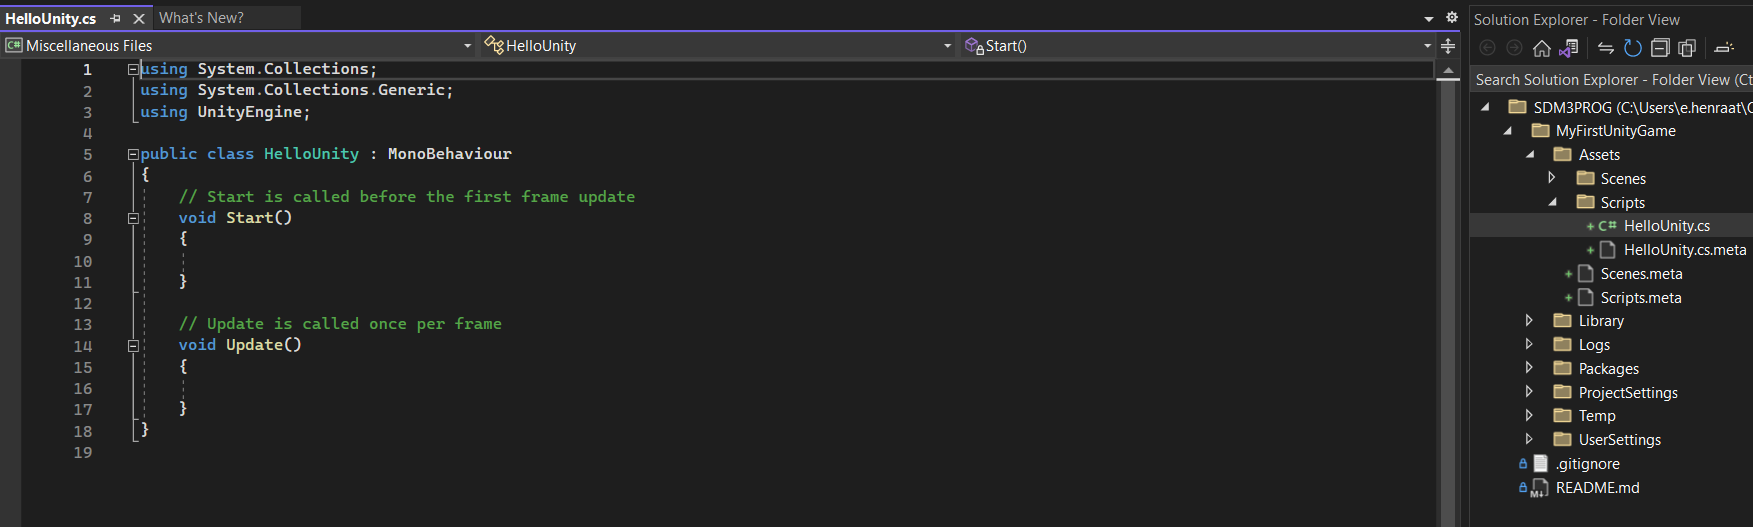 HelloUnity.cs
What's New?
Solution Explorer - Folder View
C# Miscellaneous Files
HelloUnity
Start()
Search Solution Explorer - Folder View (Ct
1 using System.Collections;
2 using System.Collections.Generic;
3 using UnityEngine;
4
5 public class HelloUnity : MonoBehaviour
6 {
7 // Start is called before the first frame update
8 void Start()
9 {
10
11 }
12
13 // Update is called once per frame
14 void Update()
15 {
16
17 }
18 }
19
SDM3PROG (C:\Users\e.henraat\
MyFirstUnityGame
Assets
Scenes
Scripts
+ C# HelloUnity.cs
+ HelloUnity.cs.meta
+ Scenes.meta
+ Scripts.meta
Library
Logs
Packages
ProjectSettings
Temp
UserSettings
.gitignore
M↓ README.md